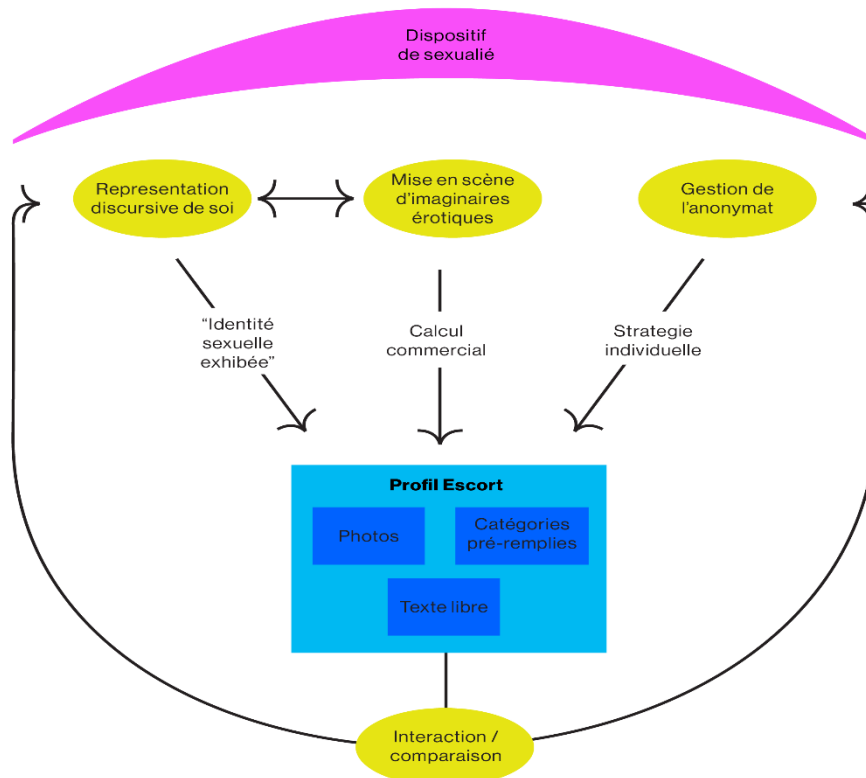 Dispositif
de sexualié
Representation
discursive de soi
Mise en scène
d'imaginaires
érotiques
Gestion de
l'anonymat
"Identité
sexuelle
exhibée"
Calcul
commercial
Strategie
individuelle
Profil Escort
Photos
Catégories
pré-remplies
Texte libre
Interaction /
comparaison